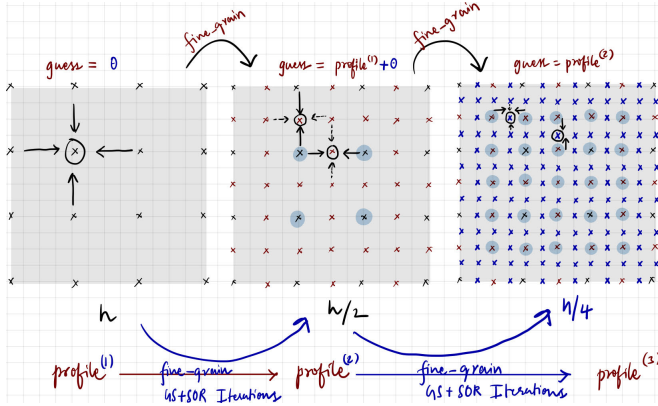 fine-grain
fine-grain
guess = 0
guess = profile(1)+0
guess = profile(2)
h
h/2
h/4
profile(1)
fine-grain
GS+SOR Iterations
profile(2)
fine-grain
GS+SOR Iterations
profile(3)